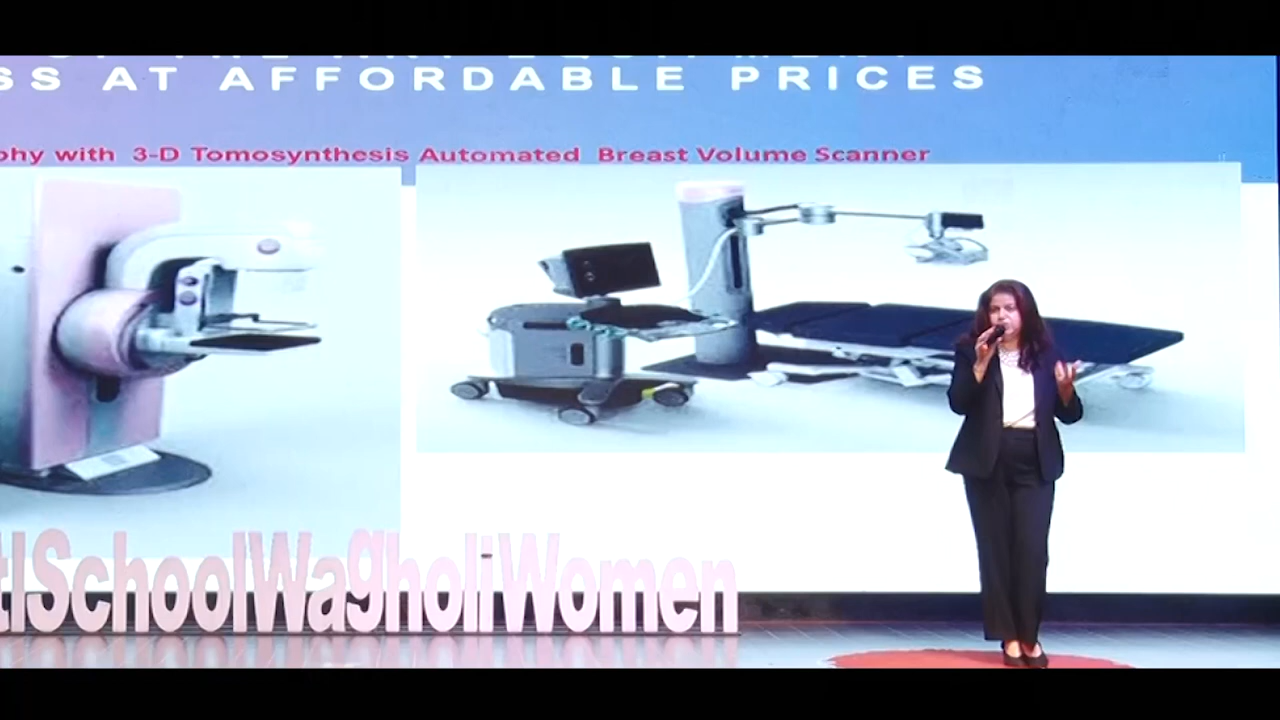 SS AT AFFORDABLE PRICES
phy with 3-D Tomosynthesis Automated Breast Volume Scanner
tlSchoolWagholiWomen